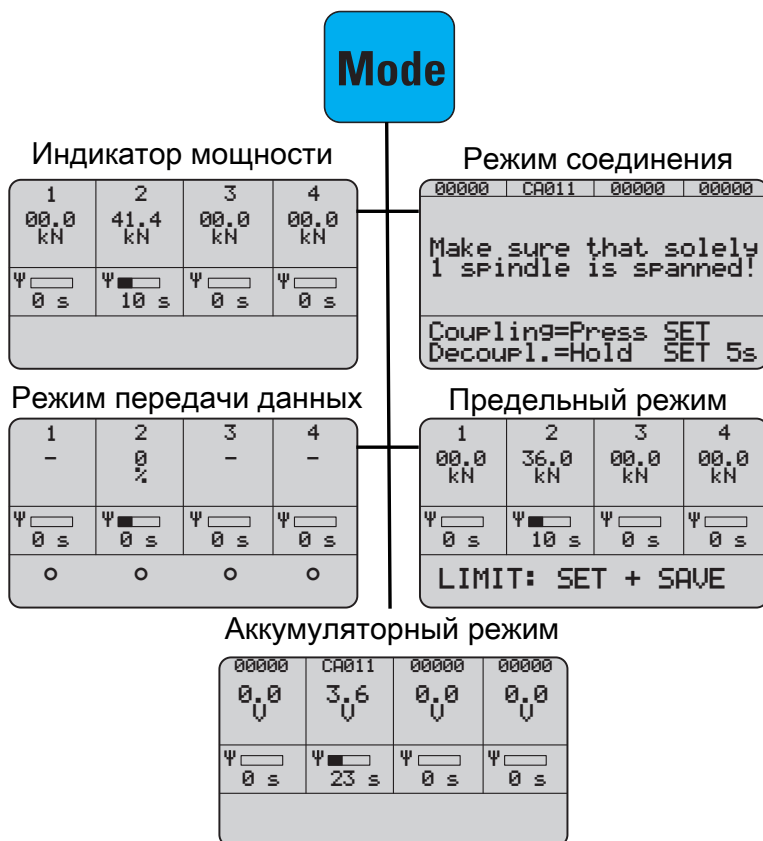 Mode
Индикатор мощности
1 2 3 4
00.0 41.4 00.0 00.0
kN kN kN kN
0 s 10 s 0 s 0 s
Режим соединения
00000 CA011 00000 00000
Make sure that solely
1 spindle is spanned!
Coupling=Press SET
Decoupl.=Hold SET 5s
Режим передачи данных
1 2 3 4
- 0 - -
%
0 s 0 s 0 s 0 s
Предельный режим
1 2 3 4
00.0 36.0 00.0 00.0
kN kN kN kN
0 s 10 s 0 s 0 s
LIMIT: SET + SAVE
Аккумуляторный режим
00000 CA011 00000 00000
0.0 3.6 0.0 0.0
V V V V
0 s 23 s 0 s 0 s